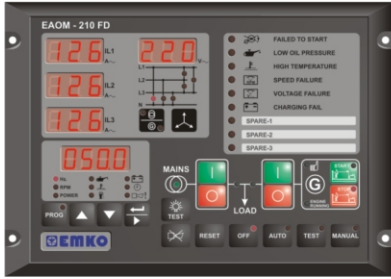 EAOM - 210 FD
126 IL1
A~
126 IL2
A~
126 IL3
A~
220 V~
L1
L2
L3
N
0500
IL
RPM
POWER
PROG
EMKO
FAILED TO START
LOW OIL PRESSURE
HIGH TEMPERATURE
SPEED FAILURE
VOLTAGE FAILURE
CHARGING FAIL
SPARE-1
SPARE-2
SPARE-3
MAINS
I
O
LOAD
I
O
G
ENGINE
RUNNING
START
STOP
TEST
RESET
OFF
AUTO
TEST
MANUAL